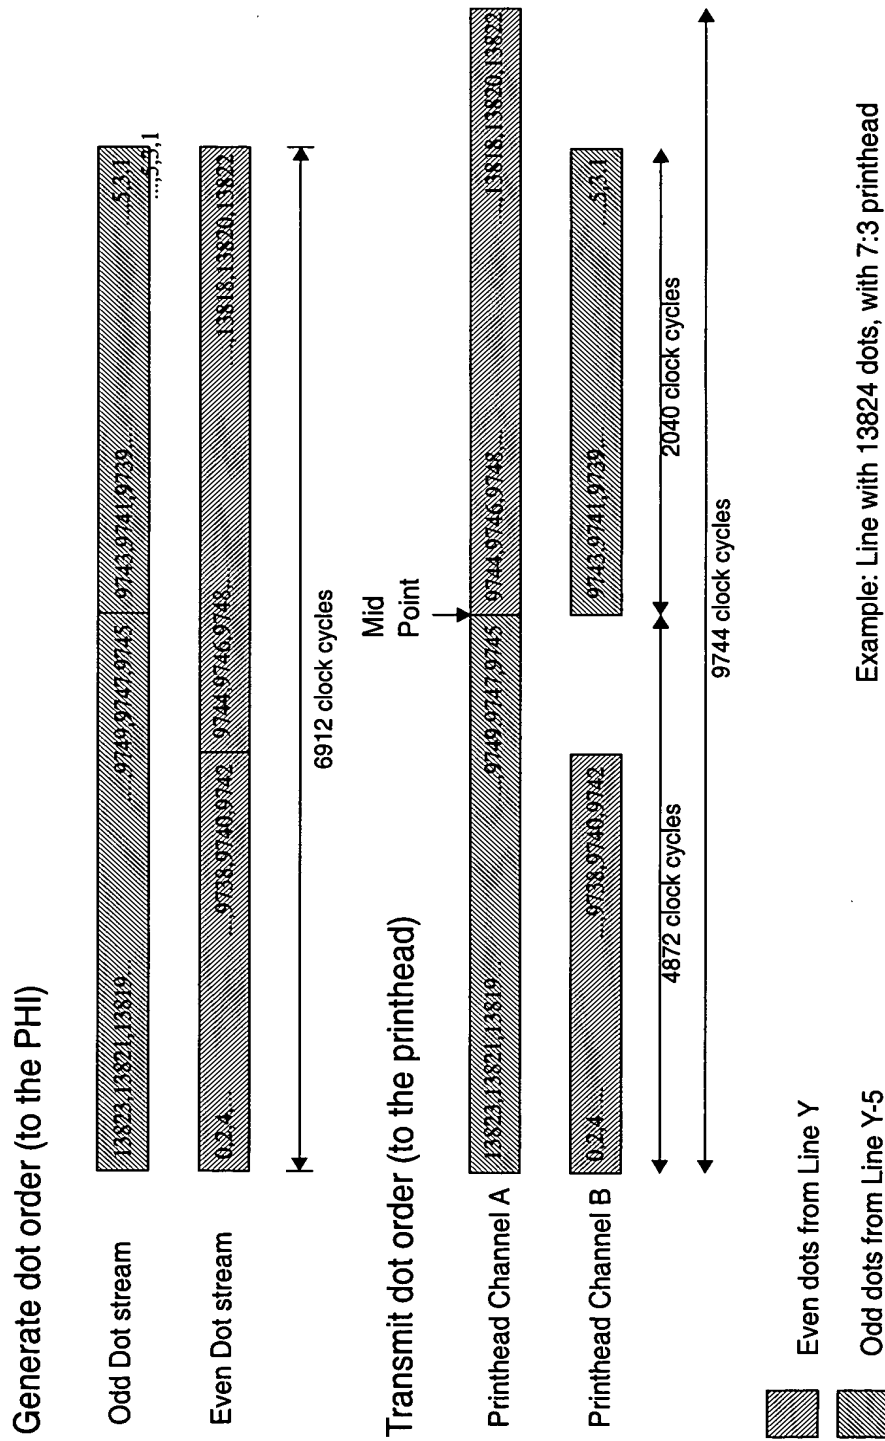 Generate dot order (to the PHI)
Odd Dot stream
13823,13821,13819...
....,9749,9747,9745
9743,9741,9739....
...5,3,1
...,5,3,1
Even Dot stream
0,2,4,...
....,9738,9740,9742
9744,9746,9748,...
....,13818,13820,13822
6912 clock cycles
Transmit dot order (to the printhead)
Mid
Point
Printhead Channel A
13823,13821,13819...
....,9749,9747,9745
9744,9746,9748,...
....,13818,13820,13822
Printhead Channel B
0,2,4,....
....,9738,9740,9742
9743,9741,9739....
....5,3,1
4872 clock cycles
2040 clock cycles
9744 clock cycles
Even dots from Line Y
Odd dots from Line Y-5
Example: Line with 13824 dots, with 7:3 printhead